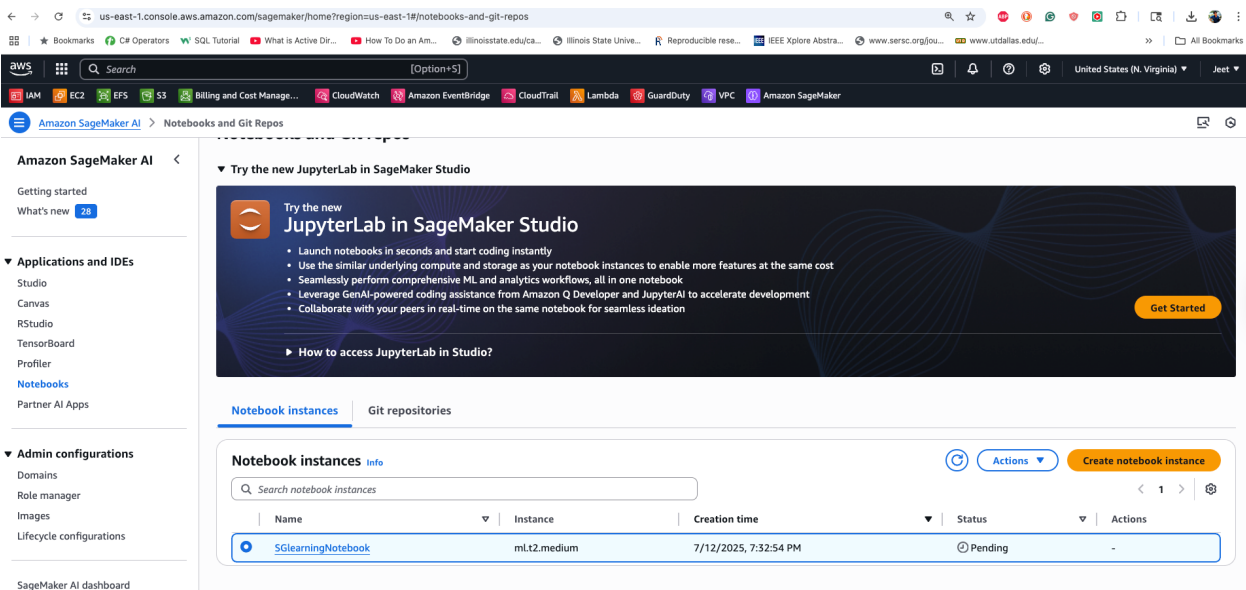 us-east-1.console.aws.amazon.com/sagemaker/home?region=us-east-1#/notebooks-and-git-repos
Bookmarks C# Operators SQL Tutorial What is Active Dir... How To Do an Am... illinoisstate.edu/ca... Illinois State Unive... Reproducible rese... IEEE Xplore Abstra... www.sersc.org/jou... www.utdallas.edu/... » All Bookmarks
aws Search [Option+S] United States (N. Virginia) Jeet
IAM EC2 EFS S3 Billing and Cost Manage... CloudWatch Amazon EventBridge CloudTrail Lambda GuardDuty VPC Amazon SageMaker
Amazon SageMaker AI > Notebooks and Git Repos
Notebooks and Git repos
Amazon SageMaker AI
Getting started
What's new 28
Applications and IDEs
Studio
Canvas
RStudio
TensorBoard
Profiler
Notebooks
Partner AI Apps
Admin configurations
Domains
Role manager
Images
Lifecycle configurations
SageMaker AI dashboard
Try the new JupyterLab in SageMaker Studio
Try the new
JupyterLab in SageMaker Studio
• Launch notebooks in seconds and start coding instantly
• Use the similar underlying compute and storage as your notebook instances to enable more features at the same cost
• Seamlessly perform comprehensive ML and analytics workflows, all in one notebook
• Leverage GenAI-powered coding assistance from Amazon Q Developer and JupyterAI to accelerate development
• Collaborate with your peers in real-time on the same notebook for seamless ideation
Get Started
How to access JupyterLab in Studio?
Notebook instances Git repositories
Notebook instances Info
Actions Create notebook instance
Search notebook instances
1
Name Instance Creation time Status Actions
SGlearningNotebook ml.t2.medium 7/12/2025, 7:32:54 PM Pending -